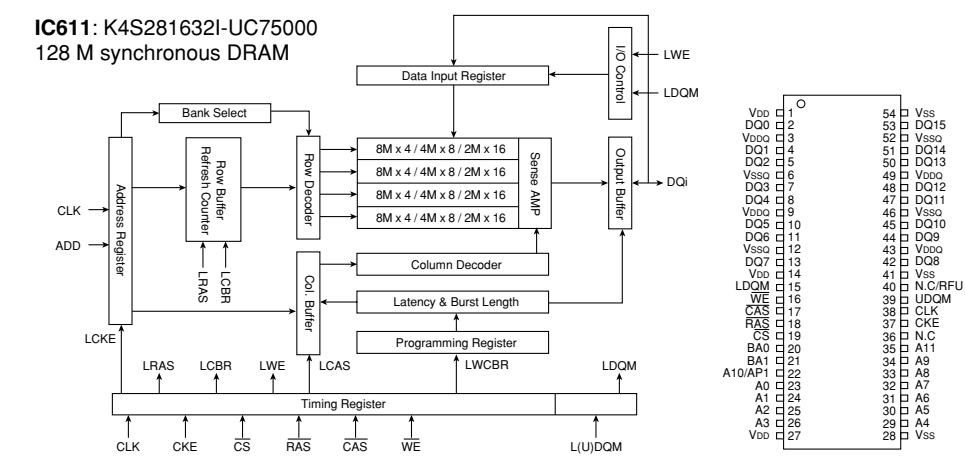 IC611: K4S281632I-UC75000
128 M synchronous DRAM
I/O Control
LWE
LDQM
Data Input Register
Bank Select
Address Register
CLK
ADD
LCKE
Row Buffer
Refresh Counter
LRAS
LCBR
Row Decoder
8M x 4 / 4M x 8 / 2M x 16
8M x 4 / 4M x 8 / 2M x 16
8M x 4 / 4M x 8 / 2M x 16
8M x 4 / 4M x 8 / 2M x 16
Sense AMP
Output Buffer
DQi
Col. Buffer
Column Decoder
Latency & Burst Length
Programming Register
LRAS
LCBR
LWE
LCAS
LWCBR
LDQM
Timing Register
CLK
CKE
CS
RAS
CAS
WE
L(U)DQM
VDD 1 54 VSS
DQ0 2 53 DQ15
VDDQ 3 52 VSSQ
DQ1 4 51 DQ14
DQ2 5 50 DQ13
VSSQ 6 49 VDDQ
DQ3 7 48 DQ12
DQ4 8 47 DQ11
VDDQ 9 46 VSSQ
DQ5 10 45 DQ10
DQ6 11 44 DQ9
VSSQ 12 43 VDDQ
DQ7 13 42 DQ8
VDD 14 41 VSS
LDQM 15 40 N.C/RFU
WE 16 39 UDQM
CAS 17 38 CLK
RAS 18 37 CKE
CS 19 36 N.C
BA0 20 35 A11
BA1 21 34 A9
A10/AP1 22 33 A8
A0 23 32 A7
A1 24 31 A6
A2 25 30 A5
A3 26 29 A4
VDD 27 28 VSS